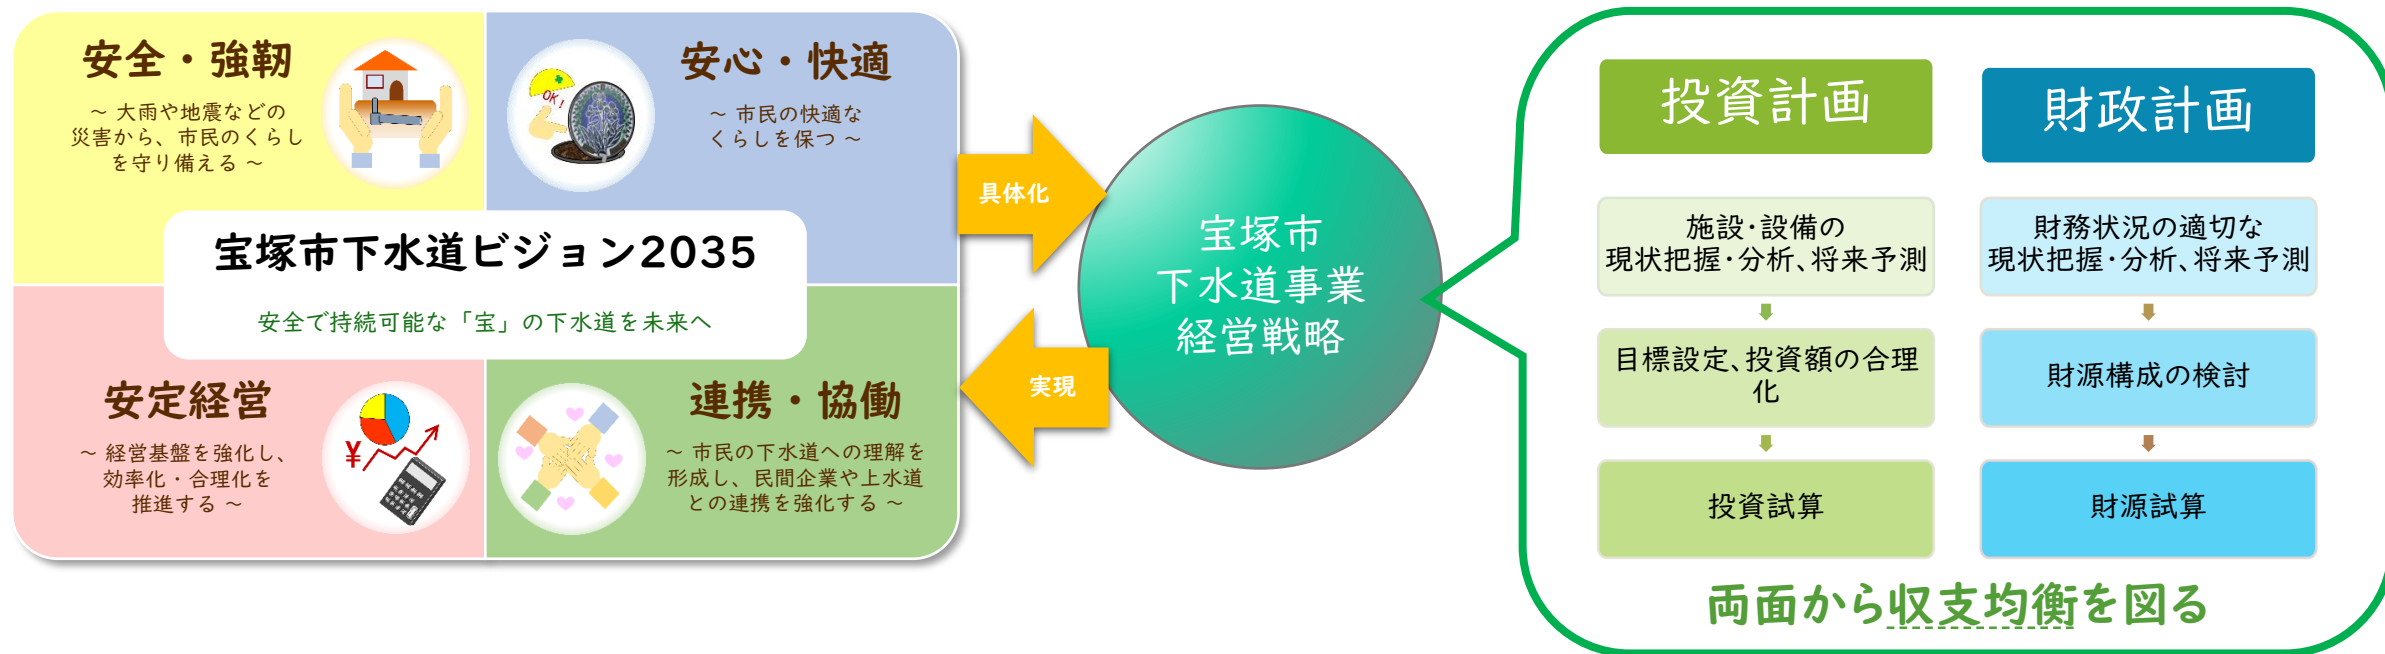 安全・強靭
～ 大雨や地震などの
災害から、市民のくらし
を守り備える ～
安心・快適
～ 市民の快適な
くらしを保つ ～
OK!
宝塚市下水道ビジョン2035
安全で持続可能な「宝」の下水道を未来へ
安定経営
～ 経営基盤を強化し、
効率化・合理化を
推進する ～
¥
連携・協働
～ 市民の下水道への理解を
形成し、民間企業や上水道
との連携を強化する ～
具体化
実現
宝塚市
下水道事業
経営戦略
投資計画
施設・設備の
現状把握・分析、将来予測
目標設定、投資額の合理
化
投資試算
財政計画
財務状況の適切な
現状把握・分析、将来予測
財源構成の検討
財源試算
両面から収支均衡を図る